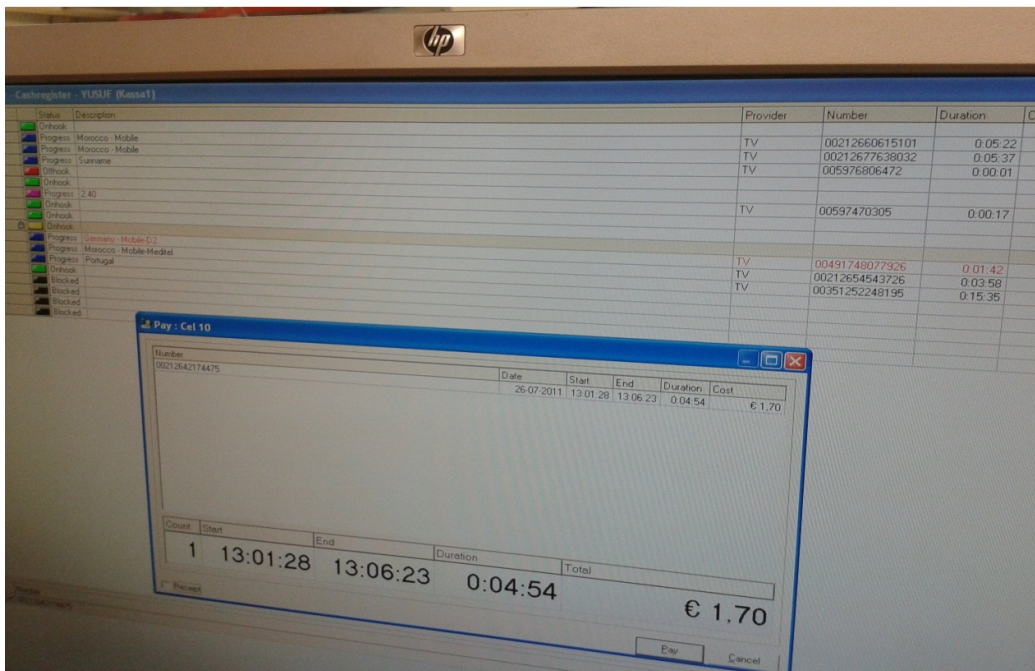 hp
Cashregister - YUSUF (Kassa1)
Status Description Provider Number Duration
Onhook
Progress Morocco - Mobile TV 00212660615101 0:05:22
Progress Morocco - Mobile TV 00212677638032 0:05:37
Progress Suriname TV 005976806472 0:00:01
Offhook
Onhook
Progress 2.40 TV 00597470305 0:00:17
Onhook
Onhook
Onhook
Progress Germany - Mobile-D2 TV 00491748077926 0:01:42
Progress Morocco - Mobile-Meditel TV 00212654543726 0:03:58
Progress Portugal TV 00351252248195 0:15:35
Onhook
Blocked
Blocked
Blocked
Blocked
Pay : Cel 10
Number Date Start End Duration Cost
00212642174475 26-07-2011 13:01:28 13:06:23 0:04:54 € 1,70
Count Start End Duration Total
1 13:01:28 13:06:23 0:04:54 € 1,70
Receipt
Pay Cancel